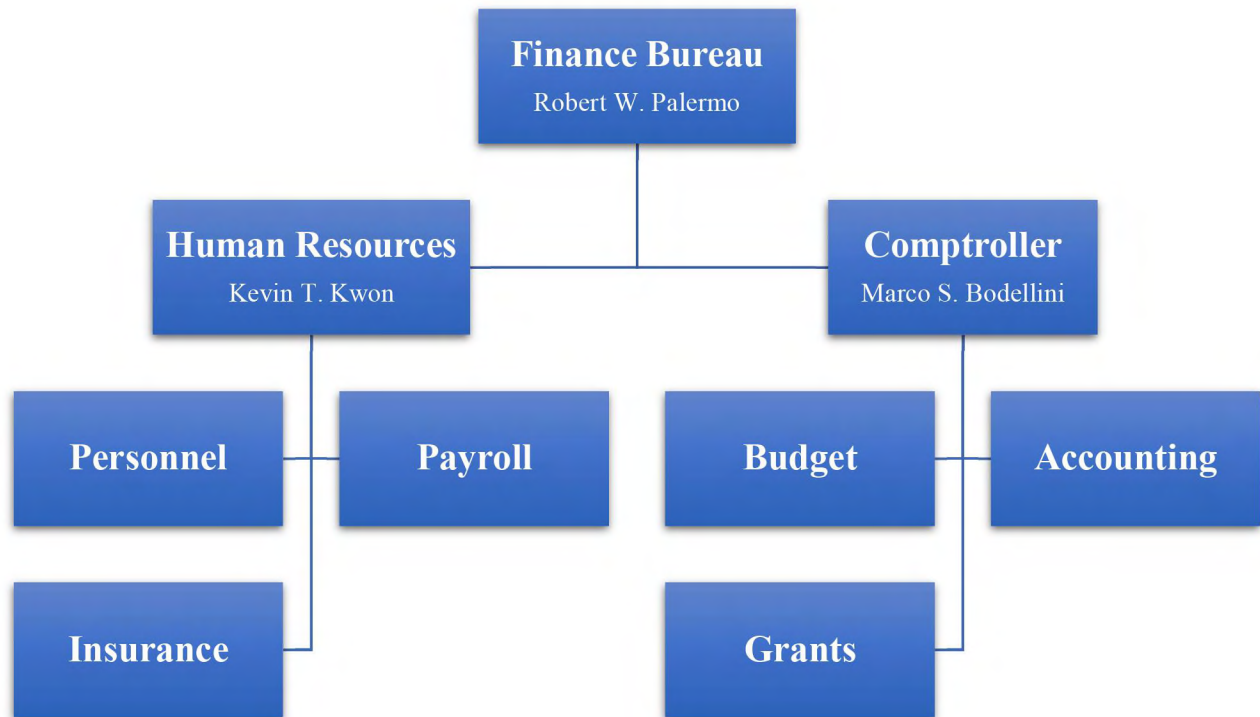 Finance Bureau
Robert W. Palermo
Human Resources
Kevin T. Kwon
Comptroller
Marco S. Bodellini
Personnel
Payroll
Budget
Accounting
Insurance
Grants